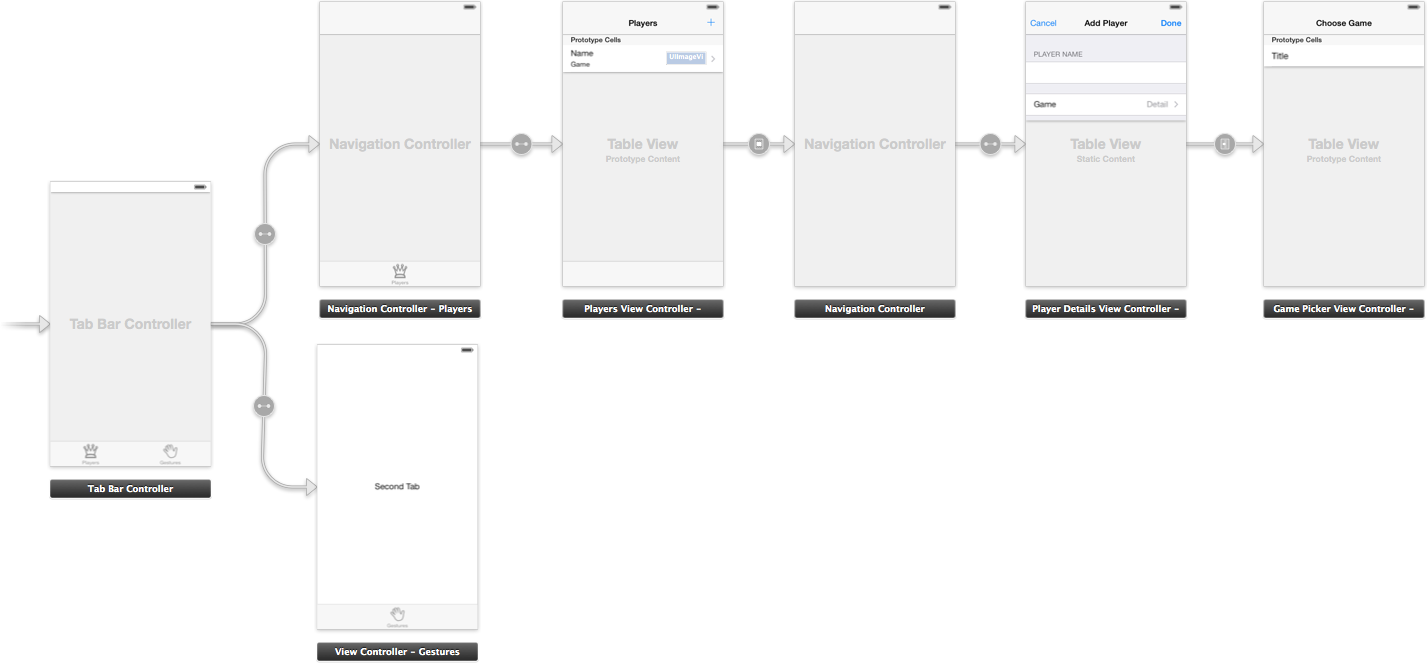 Tab Bar Controller
Players
Gestures
Tab Bar Controller
Navigation Controller
Players
Navigation Controller – Players
Players
+
Prototype Cells
Name
Game
UIImageVi
Table View
Prototype Content
Players View Controller –
Navigation Controller
Navigation Controller
Cancel
Add Player
Done
PLAYER NAME
Game
Detail
Table View
Static Content
Player Details View Controller –
Choose Game
Prototype Cells
Title
Table View
Prototype Content
Game Picker View Controller –
Second Tab
Gestures
View Controller – Gestures